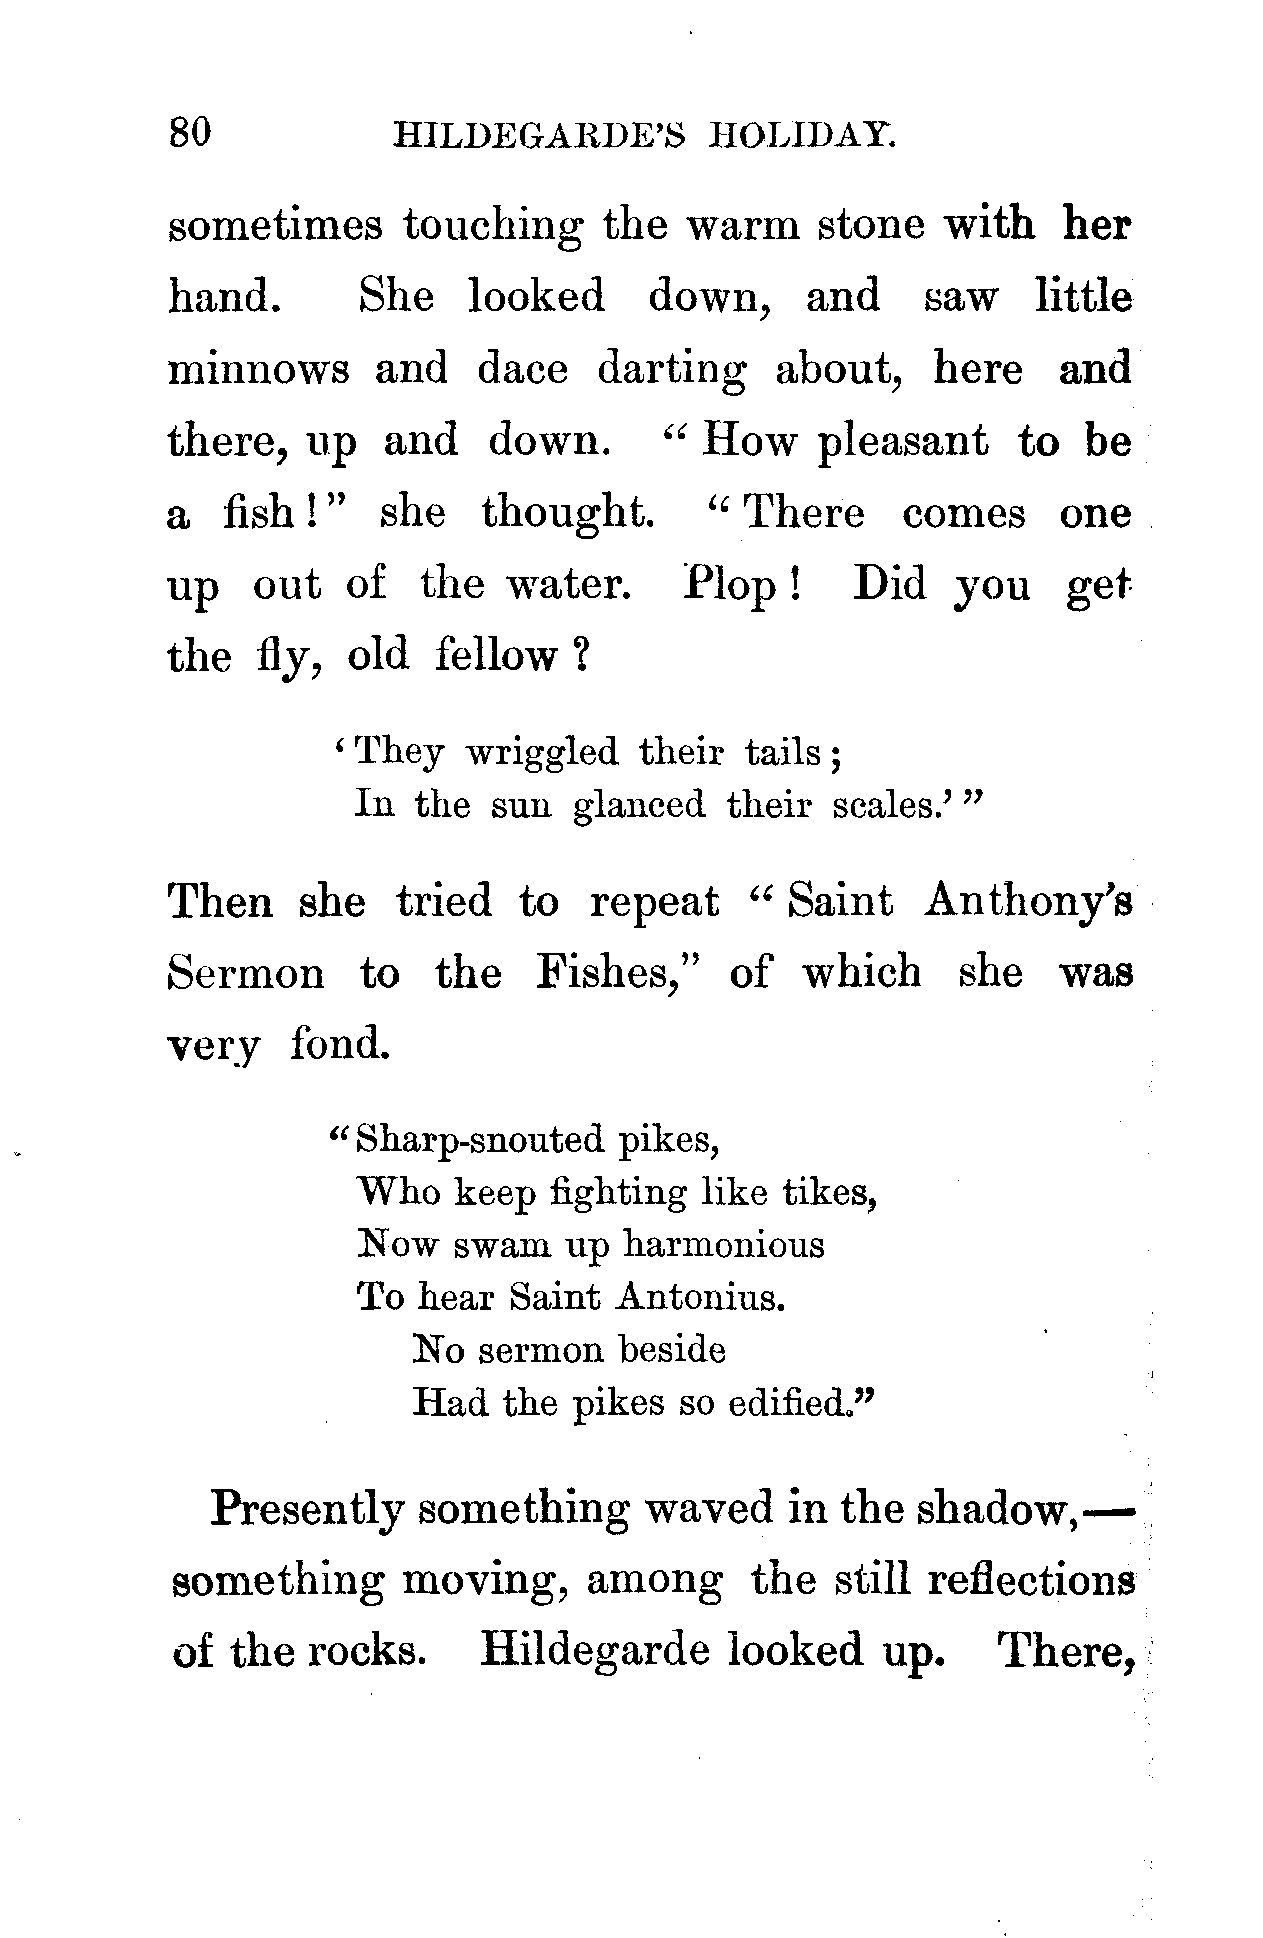 80 HILDEGARDE'S HOLIDAY.
sometimes touching the warm stone with her
hand. She looked down, and saw little
minnows and dace darting about, here and
there, up and down. “ How pleasant to be
a fish ! ” she thought. “ There comes one
up out of the water. Plop ! Did you get
the fly, old fellow ?
‘ They wriggled their tails ;
In the sun glanced their scales.’ ”
Then she tried to repeat “ Saint Anthony's
Sermon to the Fishes,” of which she was
very fond.
“ Sharp-snouted pikes,
Who keep fighting like tikes,
Now swam up harmonious
To hear Saint Antonius.
No sermon beside
Had the pikes so edified.”
Presently something waved in the shadow,—
something moving, among the still reflections
of the rocks. Hildegarde looked up. There,